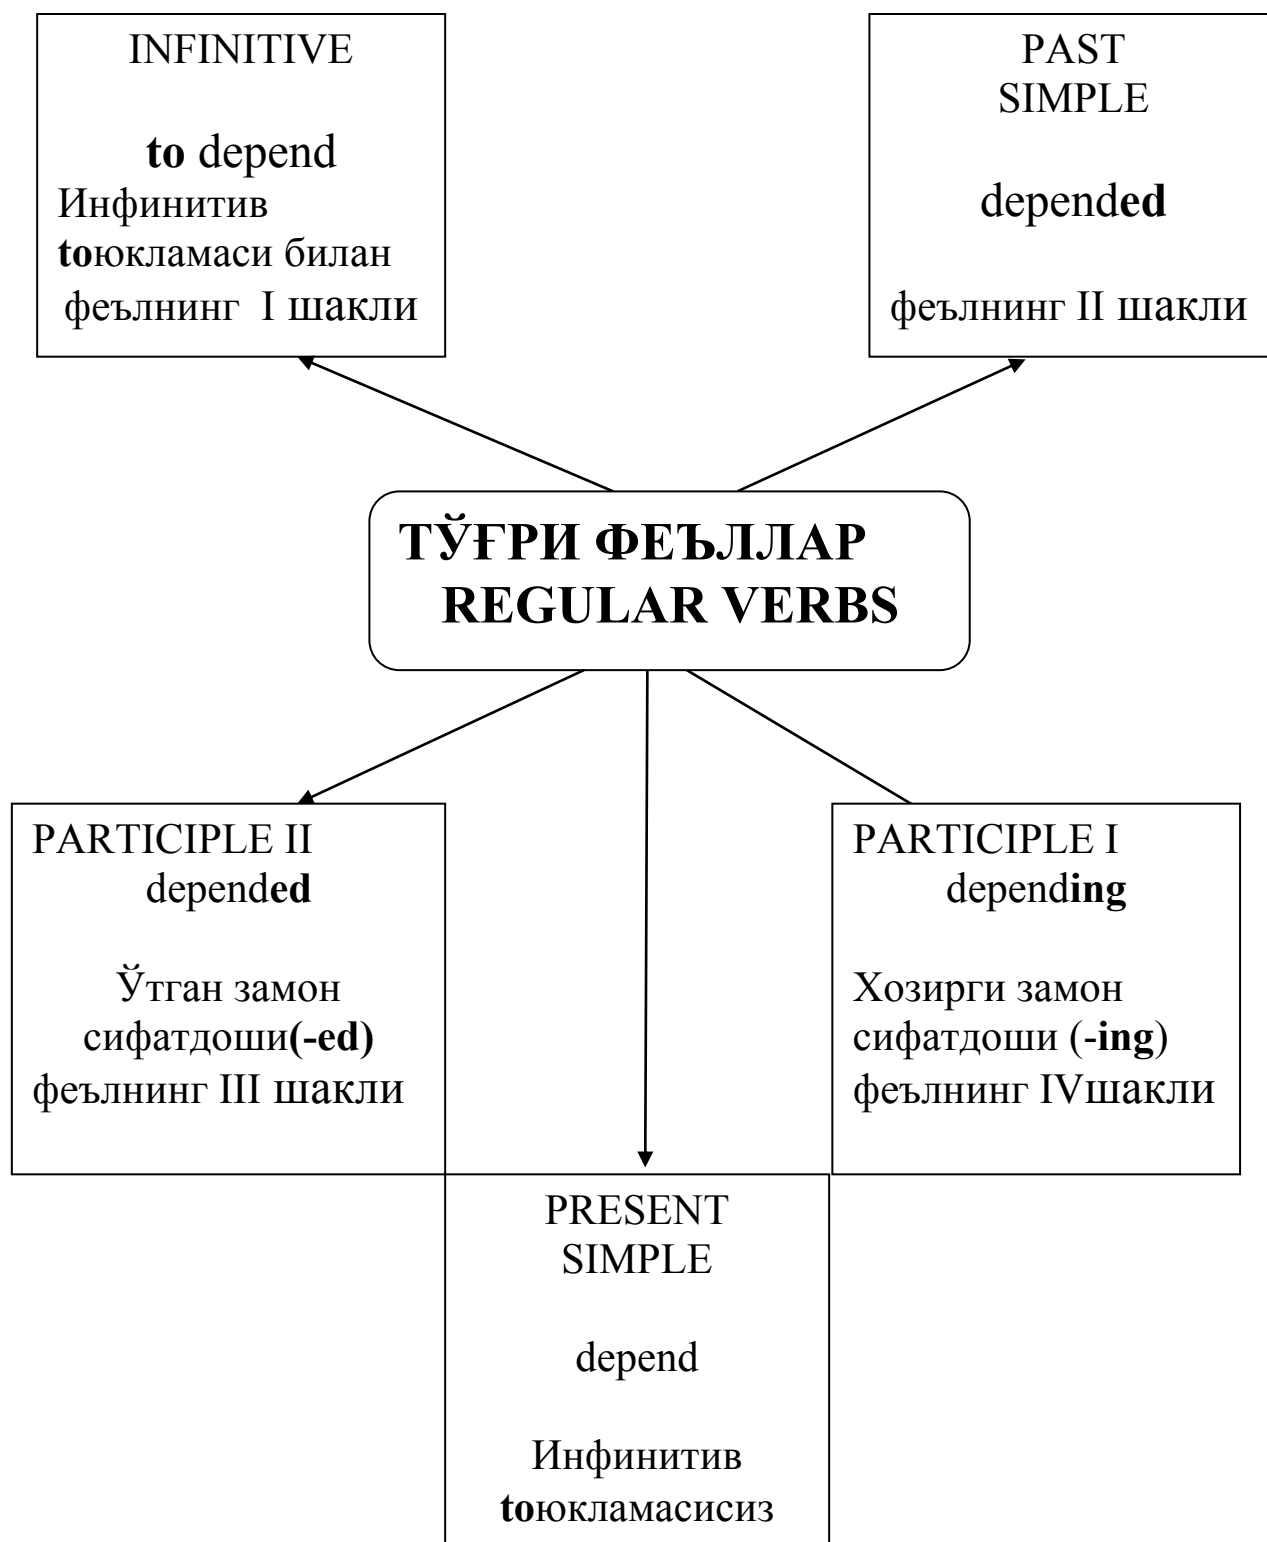 INFINITIVE
to depend
Инфинитив
toюкламаси билан
феълнинг I шакли
PAST
SIMPLE
depended
феълнинг II шакли
ТЎҒРИ ФЕЪЛЛАР
REGULAR VERBS
PARTICIPLE II
depended
Ўтган замон
сифатдоши(-ed)
феълнинг III шакли
PARTICIPLE I
depending
Хозирги замон
сифатдоши (-ing)
феълнинг IVшакли
PRESENT
SIMPLE
depend
Инфинитив
toюкламасисиз